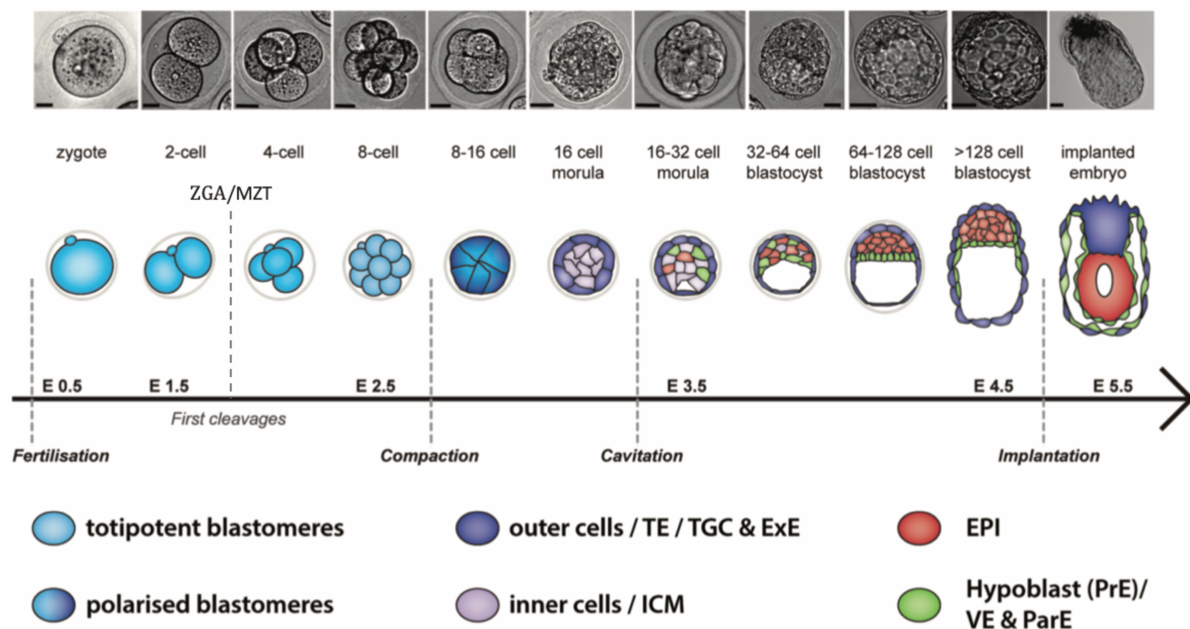 zygote
2-cell
4-cell
8-cell
8-16 cell
16 cell
morula
16-32 cell
morula
32-64 cell
blastocyst
64-128 cell
blastocyst
>128 cell
blastocyst
implanted
embryo
ZGA/MZT
E 0.5
E 1.5
E 2.5
E 3.5
E 4.5
E 5.5
First cleavages
Fertilisation
Compaction
Cavitation
Implantation
totipotent blastomeres
outer cells / TE / TGC & ExE
EPI
polarised blastomeres
inner cells / ICM
Hypoblast (PrE)/
VE & ParE